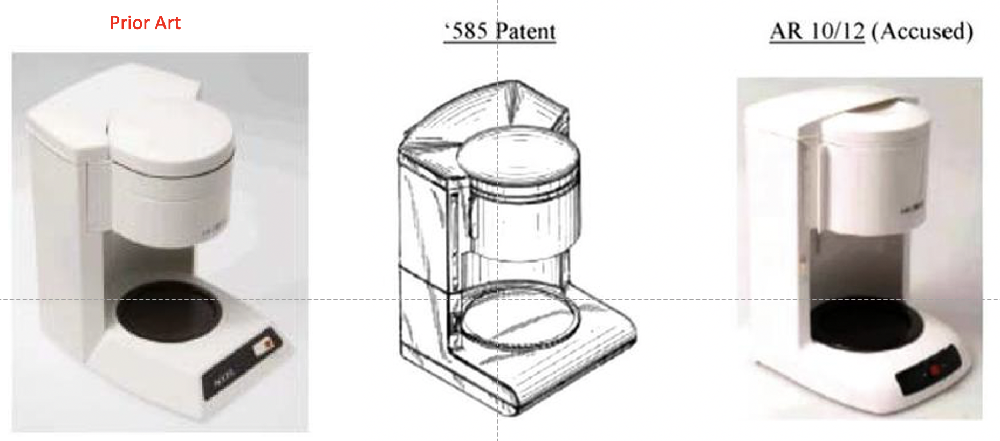 Prior Art
‘585 Patent
AR 10/12 (Accused)